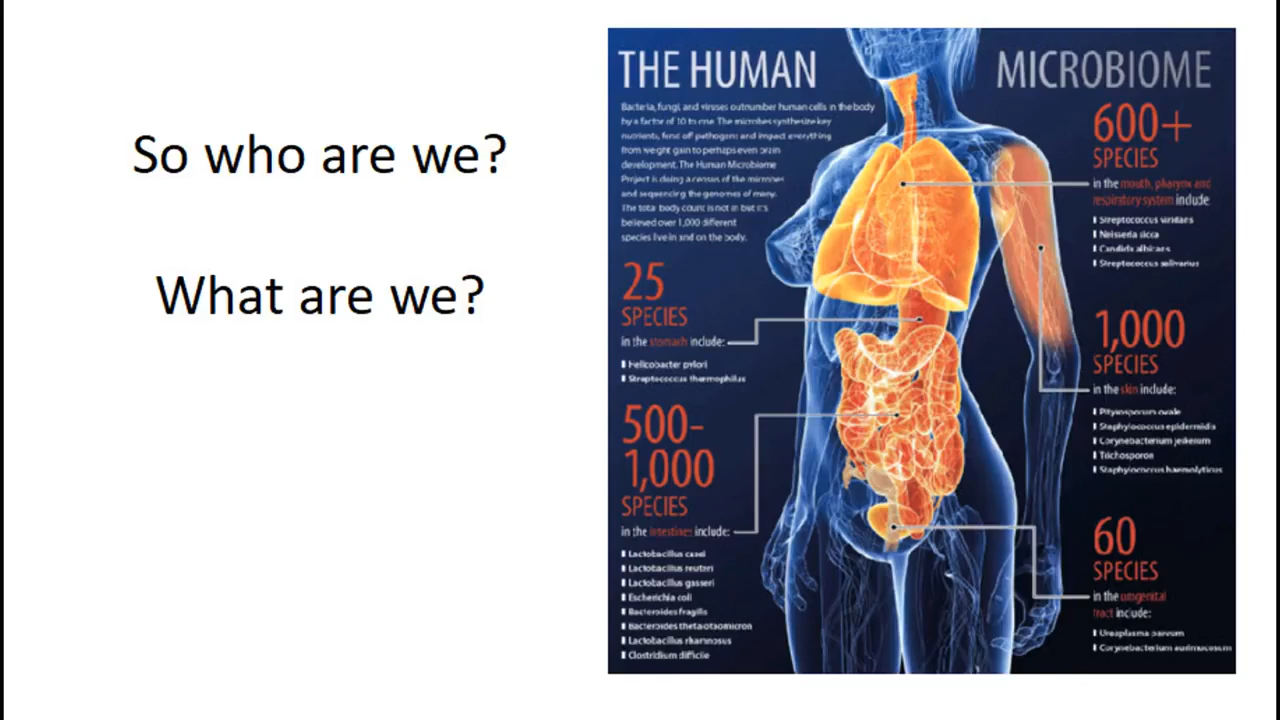 So who are we?
What are we?
THE HUMAN MICROBIOME
Bacteria, fungi, and viruses outnumber human cells in the body
by a factor of 10 to one. The microbes synthesize key
nutrients, fend off pathogens and impact everything
from weight gain to perhaps even brain
development. The Human Microbiome
Project is doing a census of the microbes
and sequencing the genomes of many.
The total body count is not in but it's
believed over 1,000 different
species live in and on the body.
25
SPECIES
in the stomach include:
Helicobacter pylori
Streptococcus thermophilus
500-
1,000
SPECIES
in the intestines include:
Lactobacillus casei
Lactobacillus reuteri
Lactobacillus gasseri
Escherichia coli
Bacteroides fragilis
Bacteroides thetaiotaomicron
Lactobacillus rhamnosus
Clostridium difficile
600+
SPECIES
in the mouth, pharynx and
respiratory system include:
Streptococcus viridans
Neisseria sicca
Candida albicans
Streptococcus salivarius
1,000
SPECIES
in the skin include:
Pityrosporum ovale
Staphylococcus epidermidis
Corynebacterium jeikeium
Trichosporon
Staphylococcus haemolyticus
60
SPECIES
in the urogenital
tract include:
Ureaplasma parvum
Corynebacterium aurimucosum